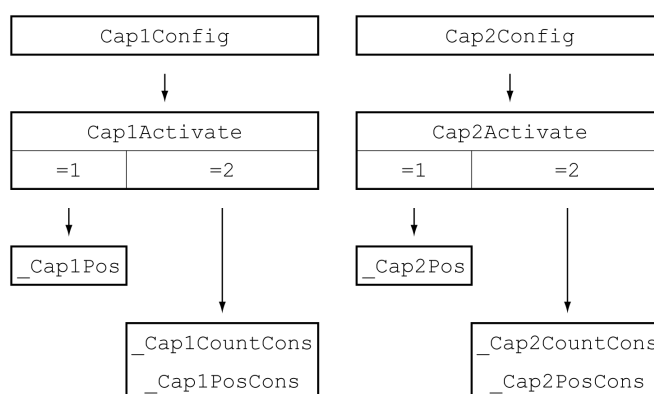 Cap1Config
Cap1Activate
=1 =2
_Cap1Pos
_Cap1CountCons
_Cap1PosCons
Cap2Config
Cap2Activate
=1 =2
_Cap2Pos
_Cap2CountCons
_Cap2PosCons